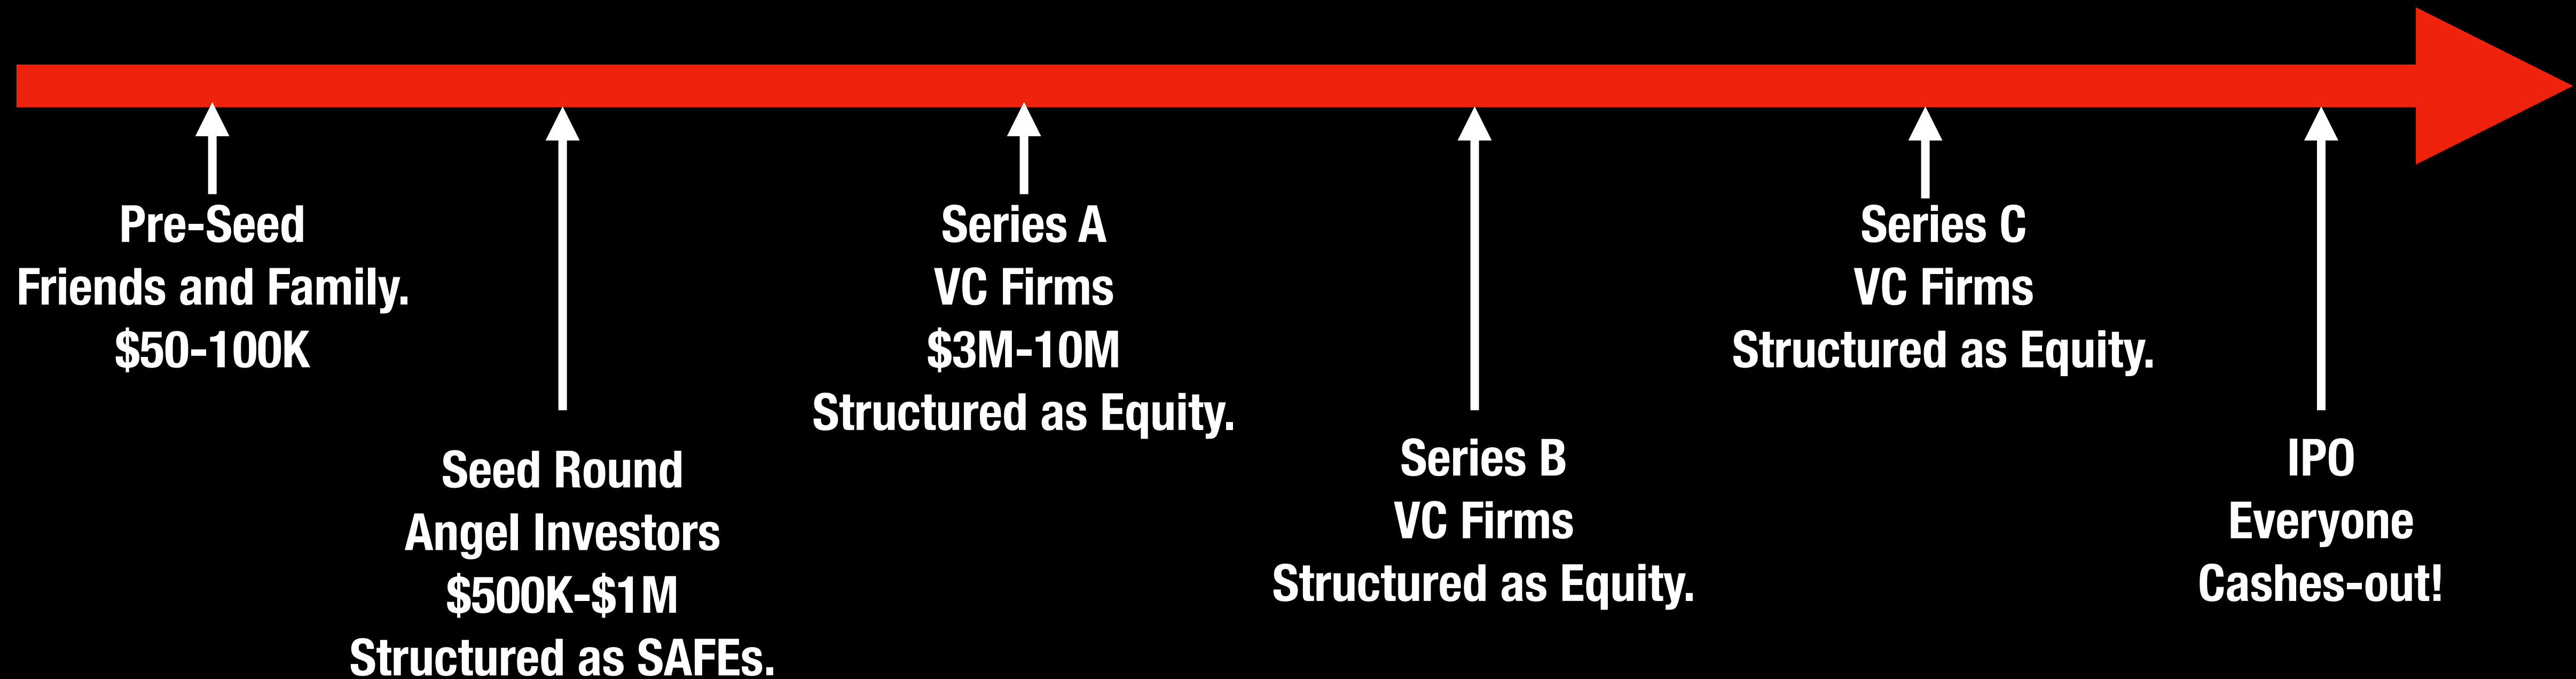 Pre-Seed
Friends and Family.
$50-100K
Seed Round
Angel Investors
$500K-$1M
Structured as SAFEs.
Series A
VC Firms
$3M-10M
Structured as Equity.
Series B
VC Firms
Structured as Equity.
Series C
VC Firms
Structured as Equity.
IPO
Everyone
Cashes-out!